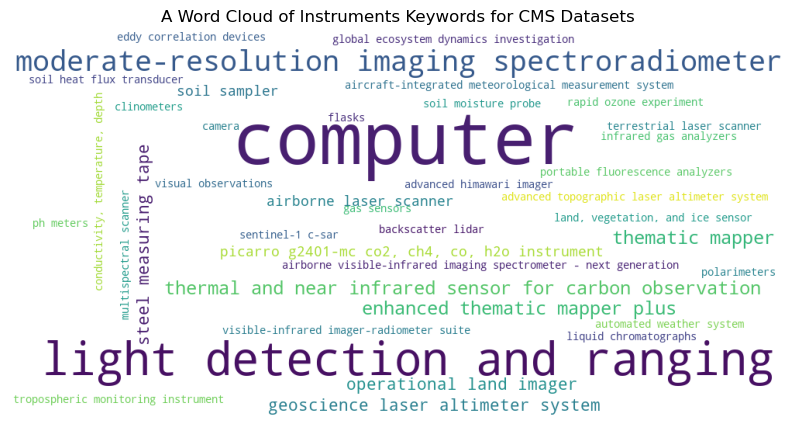 A Word Cloud of Instruments Keywords for CMS Datasets
eddy correlation devices
global ecosystem dynamics investigation
moderate-resolution imaging spectroradiometer
soil heat flux transducer
soil sampler
aircraft-integrated meteorological measurement system
clinometers
soil moisture probe
rapid ozone experiment
conductivity, temperature, depth
camera
flasks
computer
terrestrial laser scanner
infrared gas analyzers
steel measuring tape
portable fluorescence analyzers
visual observations
advanced himawari imager
multispectral scanner
airborne laser scanner
advanced topographic laser altimeter system
gas sensors
ph meters
land, vegetation, and ice sensor
sentinel-1 c-sar
backscatter lidar
thematic mapper
picarro g2401-mc co2, ch4, co, h2o instrument
airborne visible-infrared imaging spectrometer - next generation
polarimeters
thermal and near infrared sensor for carbon observation
enhanced thematic mapper plus
visible-infrared imager-radiometer suite
automated weather system
liquid chromatographs
light detection and ranging
operational land imager
tropospheric monitoring instrument
geoscience laser altimeter system